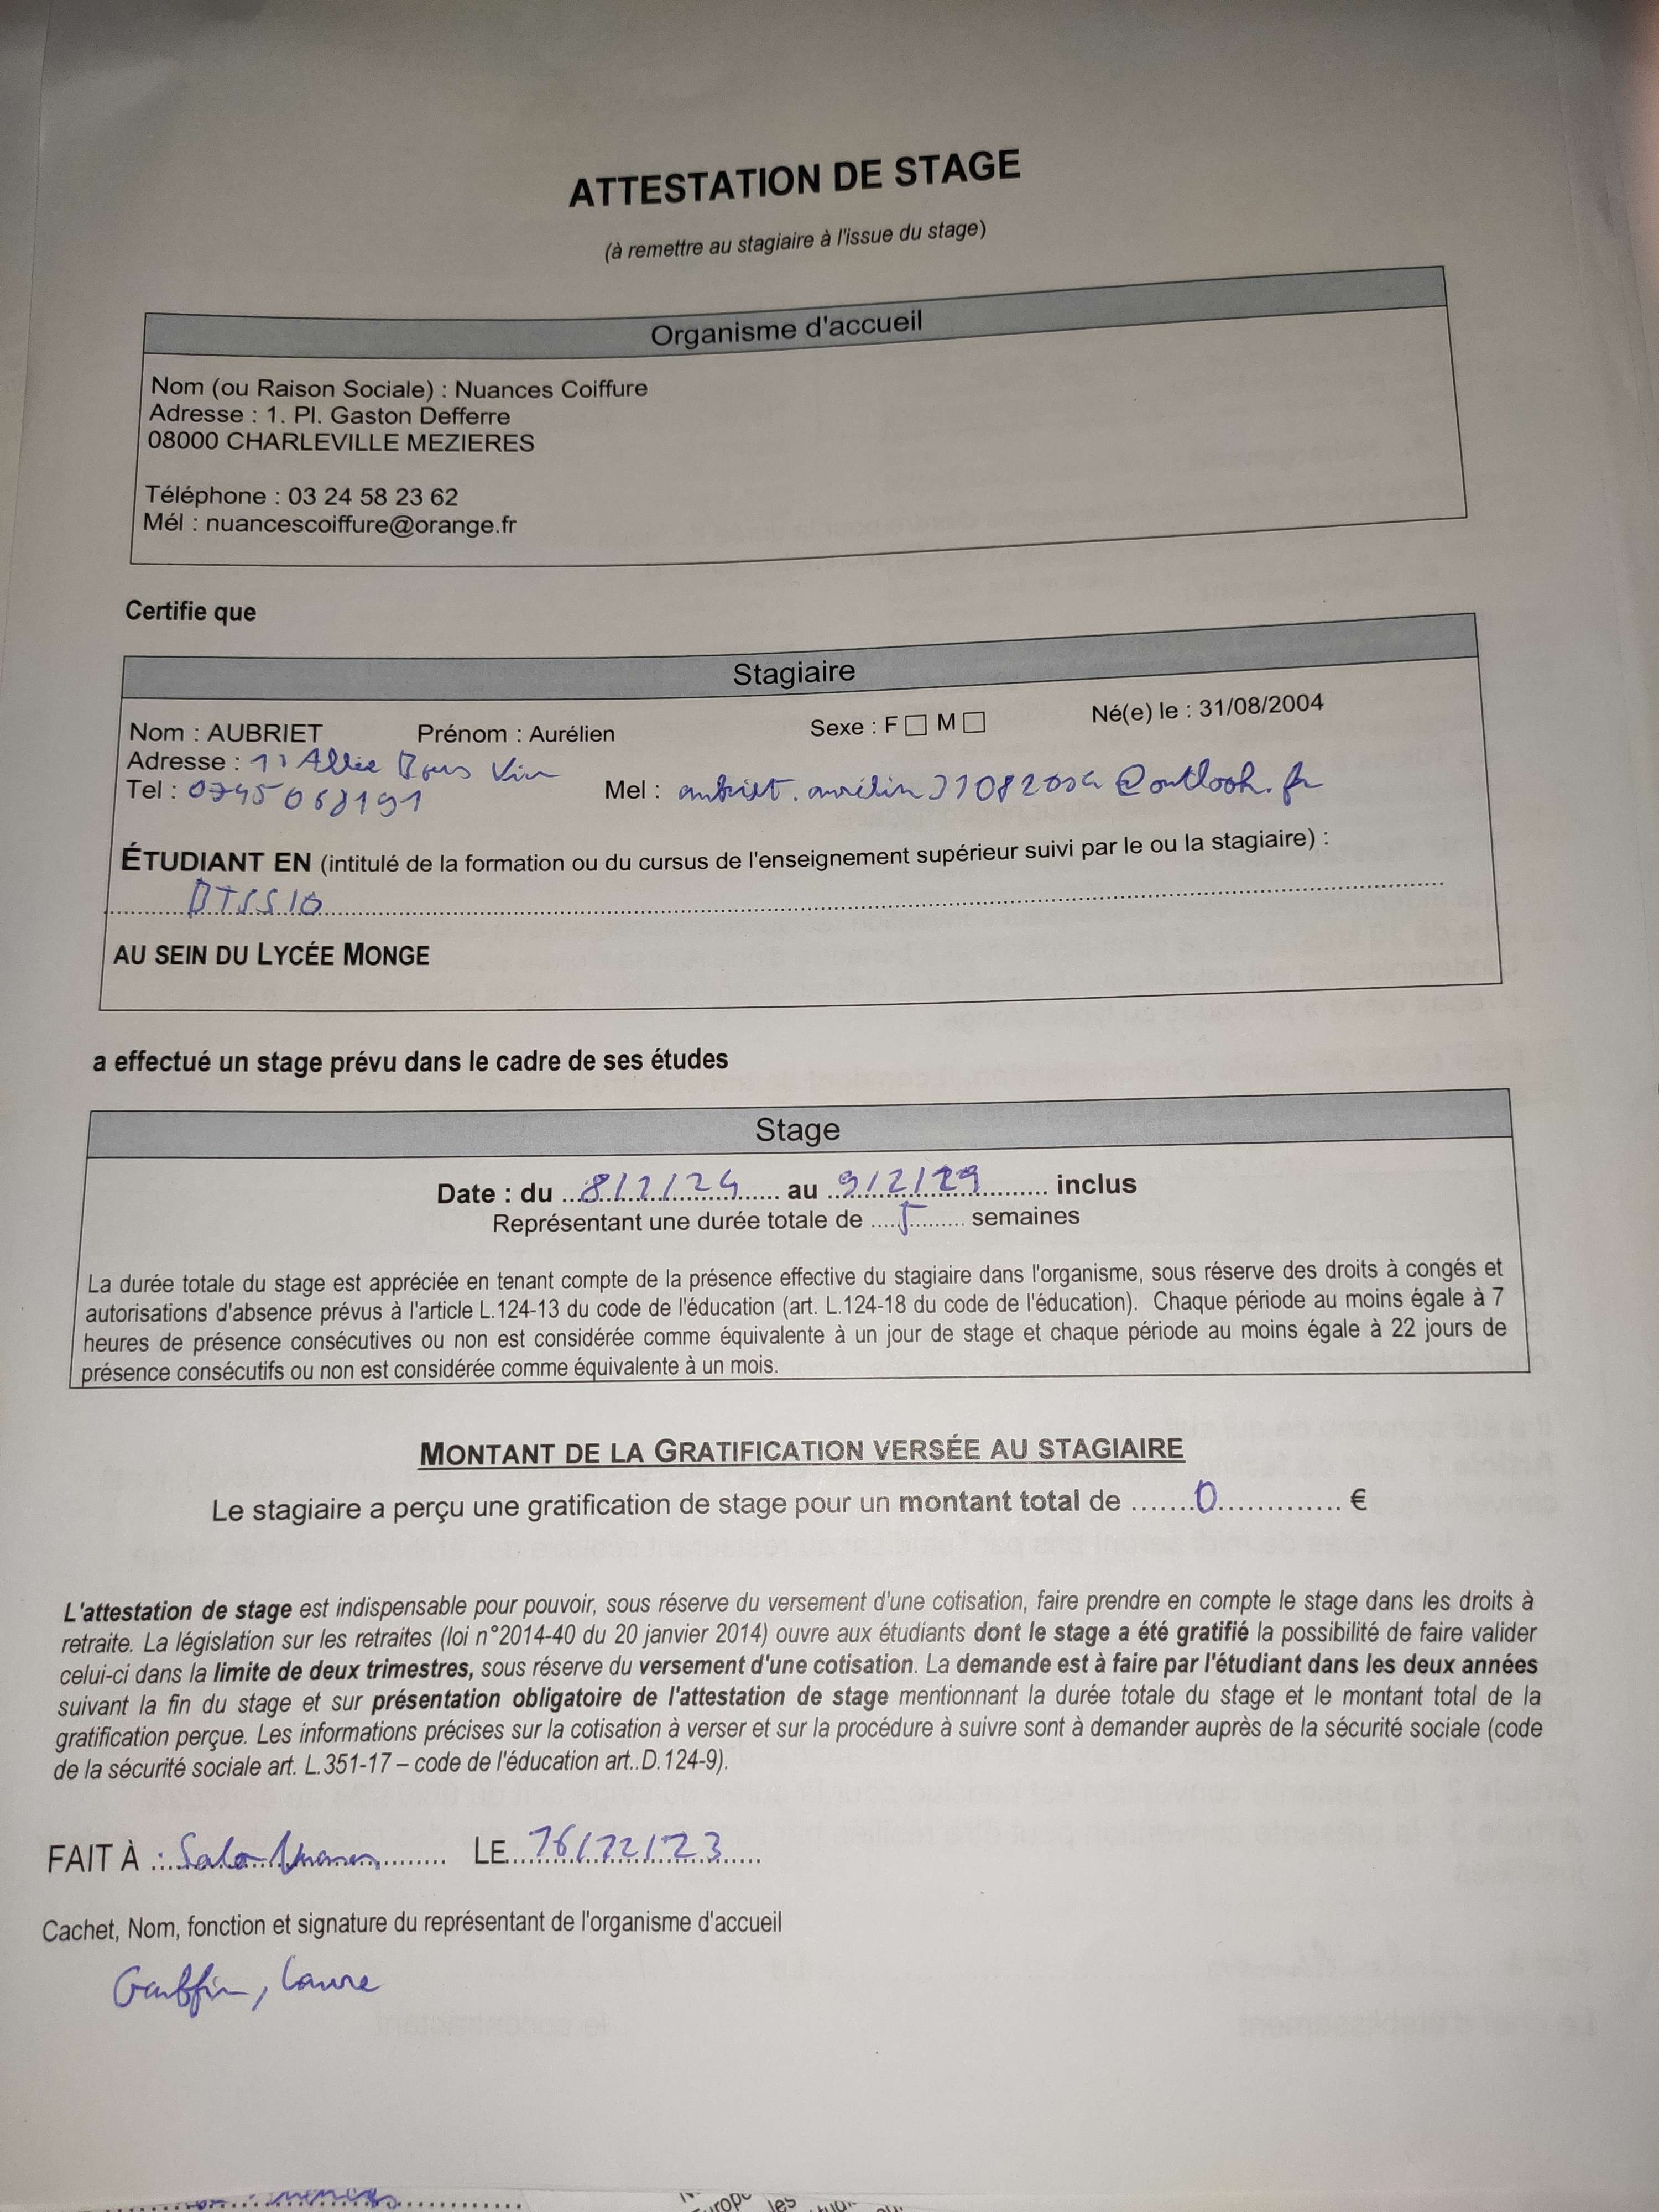 ATTESTATION DE STAGE
(à remettre au stagiaire à l'issue du stage)
Organisme d'accueil
Nom (ou Raison Sociale) : Nuances Coiffure
Adresse : 1. Pl. Gaston Defferre
08000 CHARLEVILLE MEZIERES
Téléphone : 03 24 58 23 62
Mél : nuancescoiffure@orange.fr
Certifie que
Stagiaire
Nom : AUBRIET Prénom : Aurélien Sexe : F ☐ M ☐ Né(e) le : 31/08/2004
Adresse : Allée
Tel : Mel :
ÉTUDIANT EN (intitulé de la formation ou du cursus de l'enseignement supérieur suivi par le ou la stagiaire) :
BTS SIO
AU SEIN DU LYCÉE MONGE
a effectué un stage prévu dans le cadre de ses études
Stage
Date : du 8/1/24 au 9/2/ inclus
Représentant une durée totale de 5 semaines
La durée totale du stage est appréciée en tenant compte de la présence effective du stagiaire dans l'organisme, sous réserve des droits à congés et
autorisations d'absence prévus à l'article L.124-13 du code de l'éducation (art. L.124-18 du code de l'éducation). Chaque période au moins égale à 7
heures de présence consécutives ou non est considérée comme équivalente à un jour de stage et chaque période au moins égale à 22 jours de
présence consécutifs ou non est considérée comme équivalente à un mois.
MONTANT DE LA GRATIFICATION VERSÉE AU STAGIAIRE
Le stagiaire a perçu une gratification de stage pour un montant total de 0 €
L'attestation de stage est indispensable pour pouvoir, sous réserve du versement d'une cotisation, faire prendre en compte le stage dans les droits à
retraite. La législation sur les retraites (loi n°2014-40 du 20 janvier 2014) ouvre aux étudiants dont le stage a été gratifié la possibilité de faire valider
celui-ci dans la limite de deux trimestres, sous réserve du versement d'une cotisation. La demande est à faire par l'étudiant dans les deux années
suivant la fin du stage et sur présentation obligatoire de l'attestation de stage mentionnant la durée totale du stage et le montant total de la
gratification perçue. Les informations précises sur la cotisation à verser et sur la procédure à suivre sont à demander auprès de la sécurité sociale (code
de la sécurité sociale art. L.351-17 – code de l'éducation art..D.124-9).
FAIT À : Salon LE 16/12/23
Cachet, Nom, fonction et signature du représentant de l'organisme d'accueil
Laure